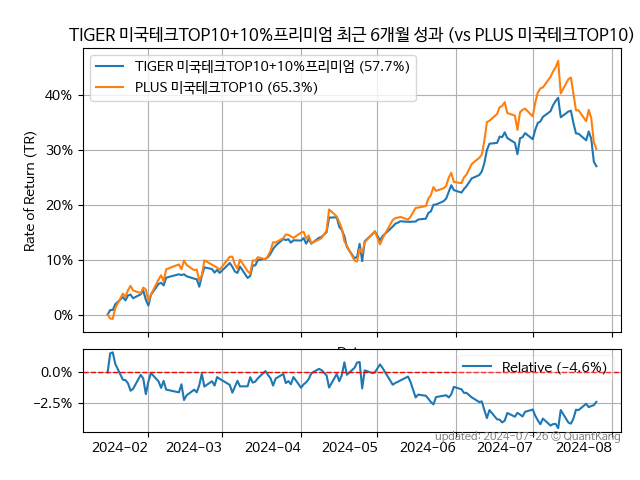 TIGER 미국테크TOP10+10%프리미엄 최근 6개월 성과 (vs PLUS 미국테크TOP10)
TIGER 미국테크TOP10+10%프리미엄 (57.7%)
PLUS 미국테크TOP10 (65.3%)
Rate of Return (TR)
40%
30%
20%
10%
0%
0.0%
−2.5%
Relative (−4.6%)
updated: 2024-07-26 © QuantKang
2024-02
2024-03
2024-04
2024-05
2024-06
2024-07
2024-08